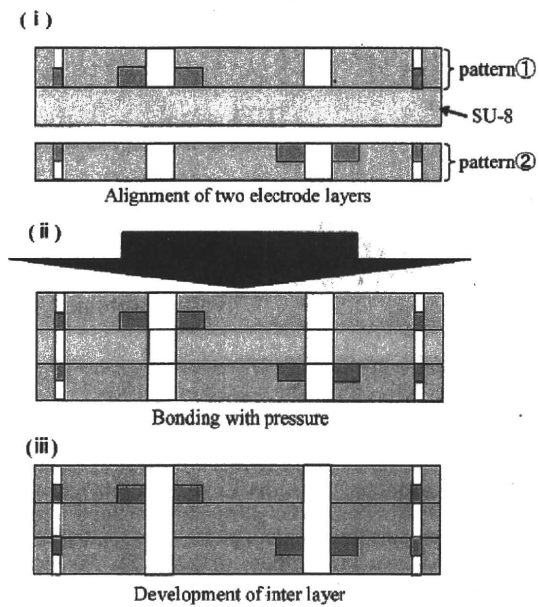 (i)
pattern①
SU-8
pattern②
Alignment of two electrode layers
(ii)
Bonding with pressure
(iii)
Development of inter layer